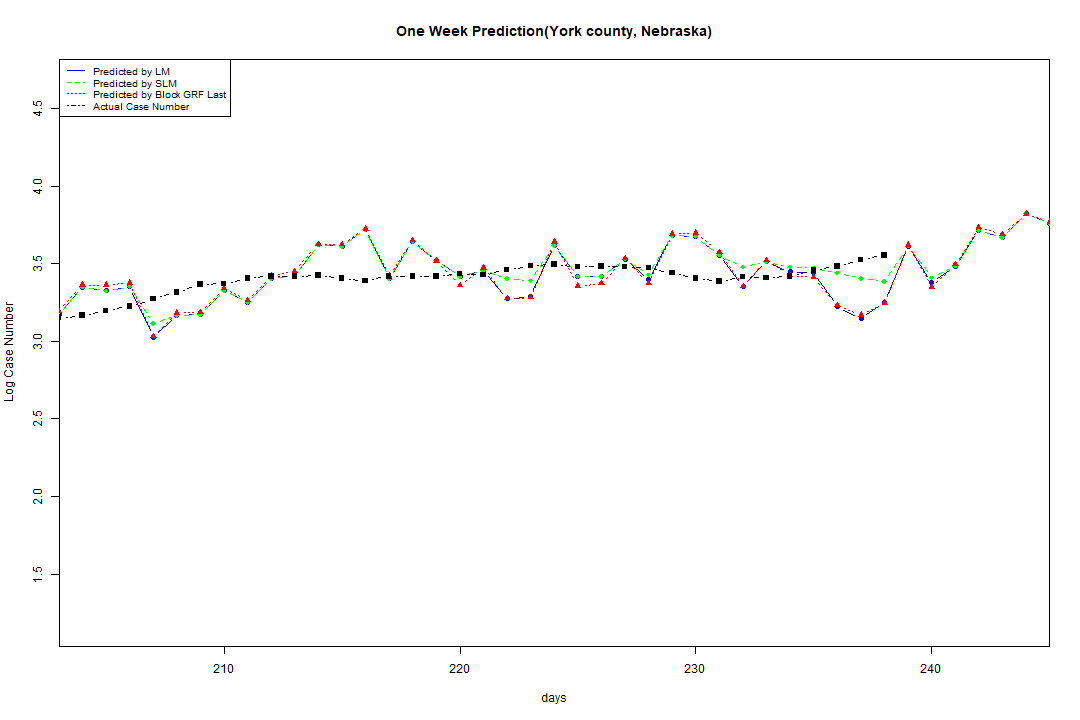 One Week Prediction(York county, Nebraska)
Predicted by LM
Predicted by SLM
Predicted by Block GRF Last
Actual Case Number
4.5
4.0
3.5
3.0
2.5
2.0
1.5
Log Case Number
210
220
230
240
days